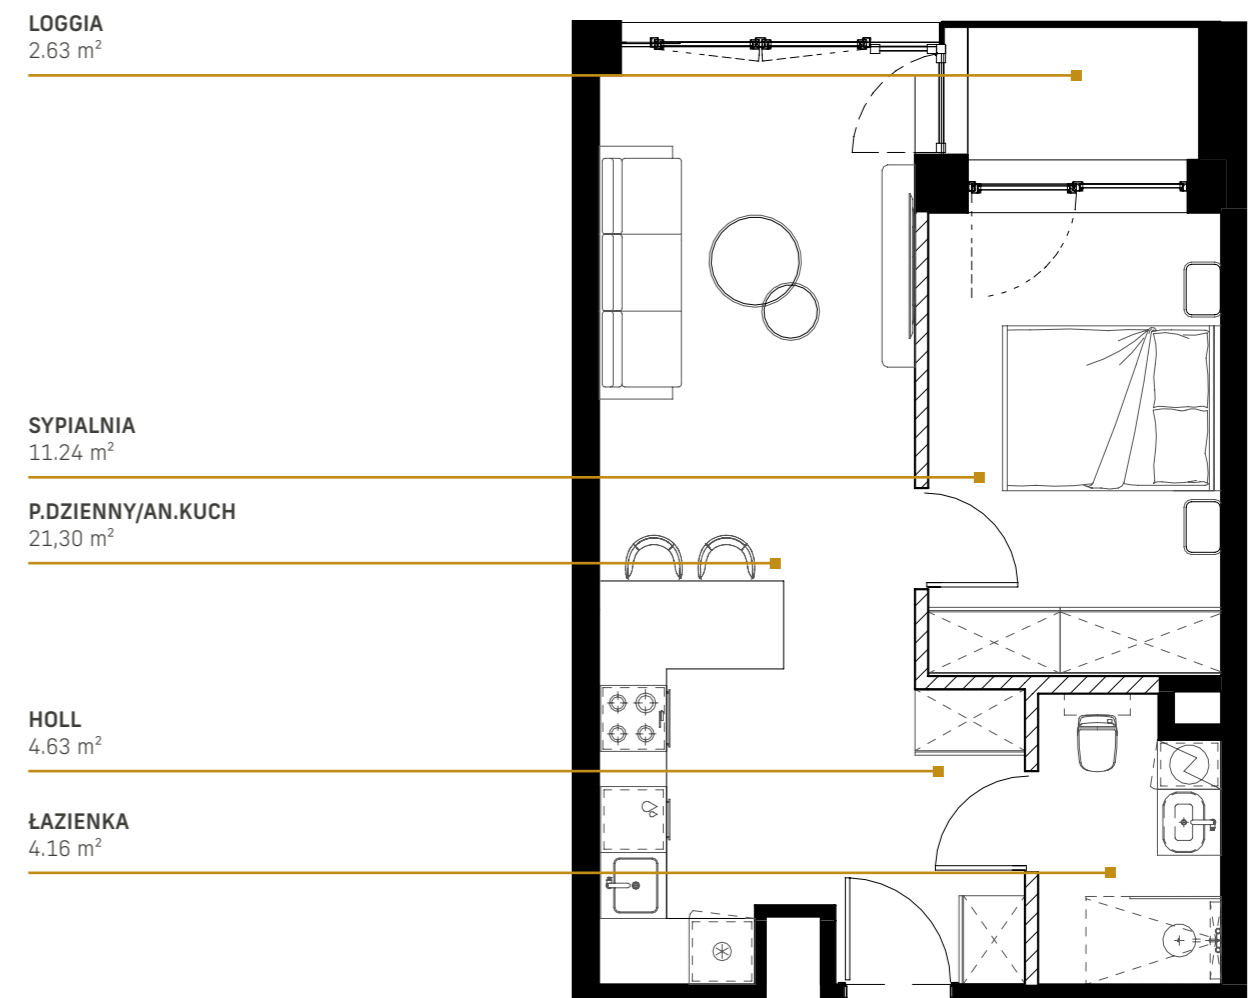 LOGGIA
2.63 m²
SYPIALNIA
11.24 m²
P.DZIENNY/AN.KUCH
21,30 m²
HOLL
4.63 m²
ŁAZIENKA
4.16 m²